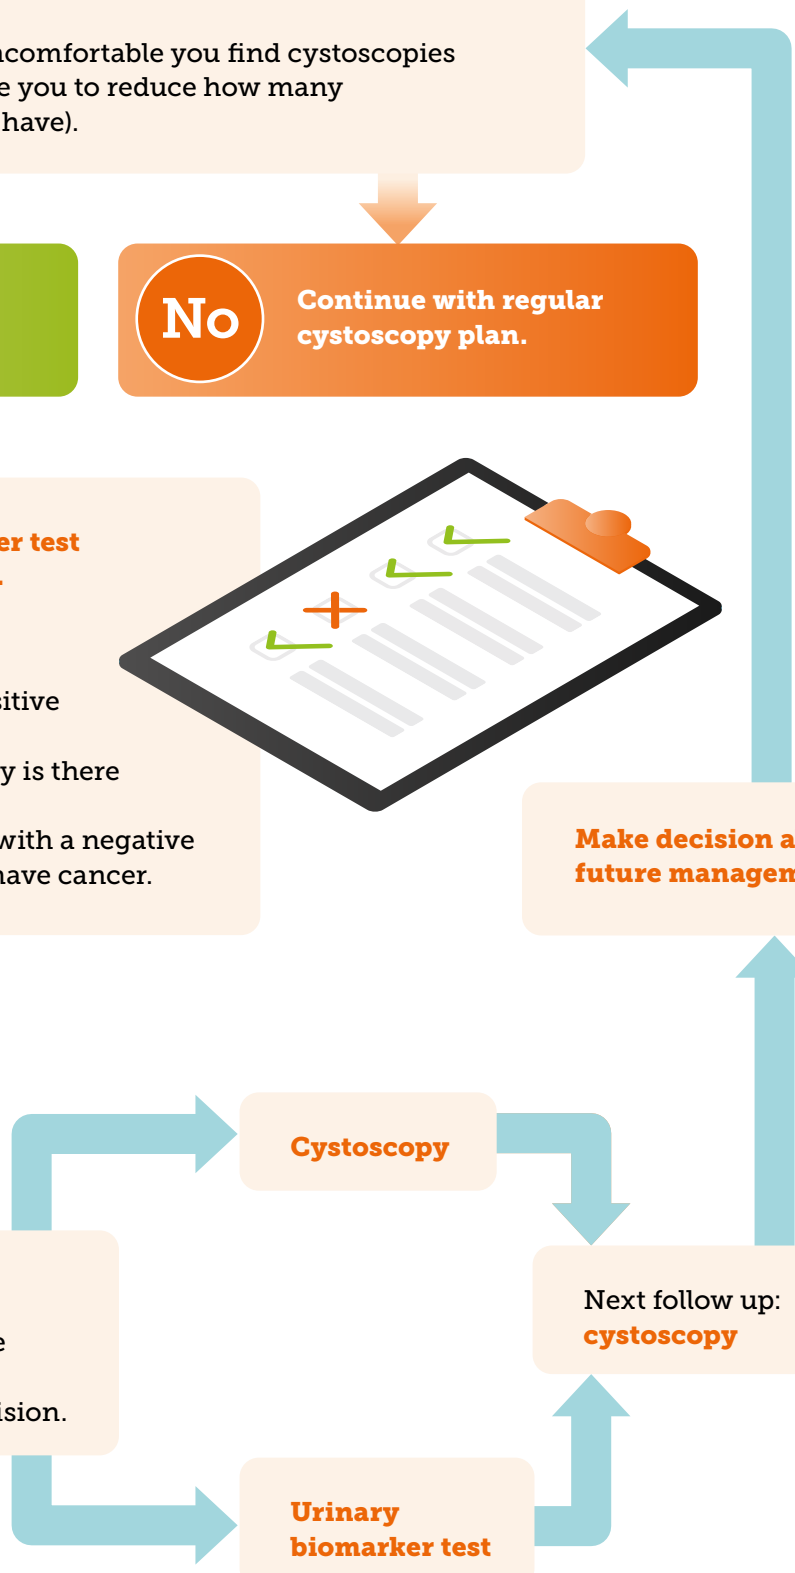 uncomfortable you find cystoscopies
e you to reduce how many
have).
No
Continue with regular
cystoscopy plan.
er test
.
sitive
y is there
with a negative
have cancer.
Make decision a
future managem
Cystoscopy
Next follow up:
cystoscopy
e
ision.
Urinary
biomarker test